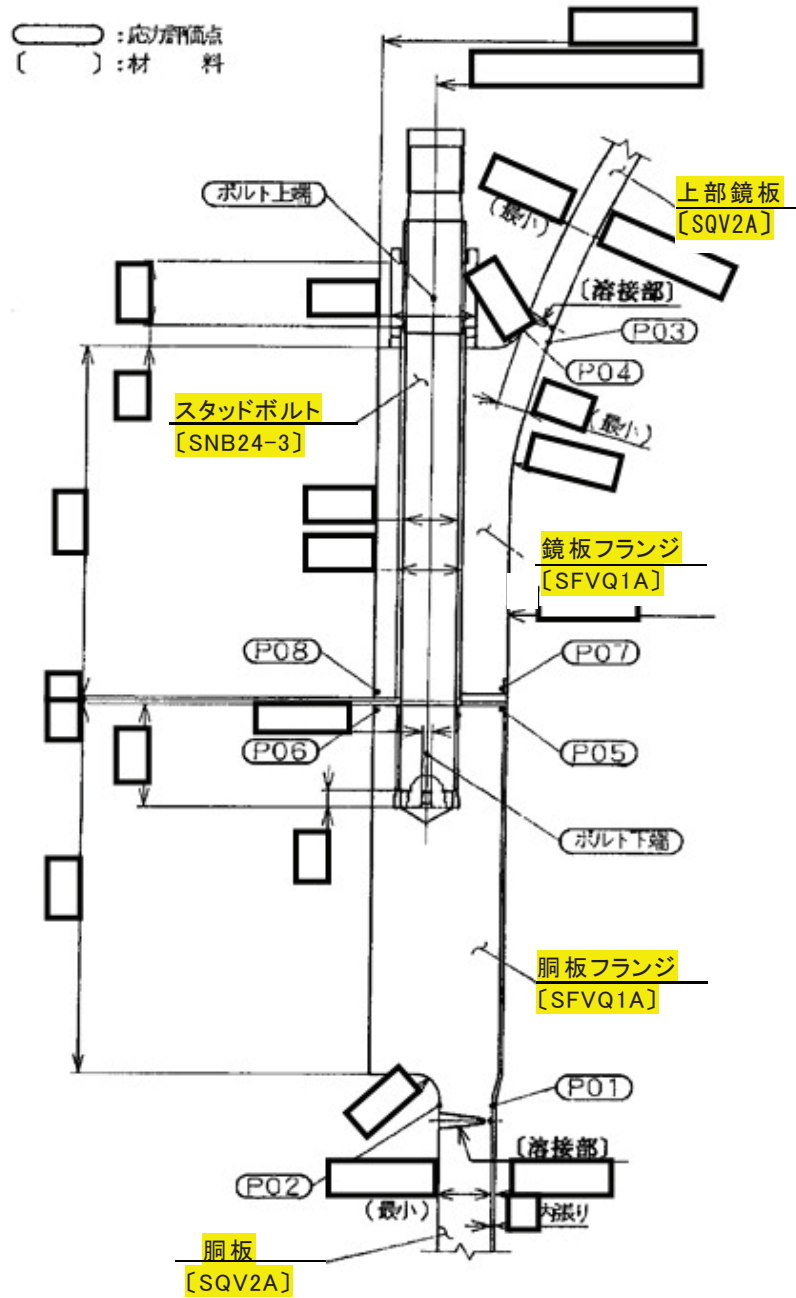 ：応力評価点
〔　　〕：材　料
上部鏡板
〔SQV2A〕
ボルト上端
（最小）
〔溶接部〕
P03
P04
スタッドボルト
〔SNB24-3〕
（最小）
鏡板フランジ
〔SFVQ1A〕
P08
P07
P06
P05
ボルト下端
胴板フランジ
〔SFVQ1A〕
P01
〔溶接部〕
P02
（最小）
内張り
胴板
〔SQV2A〕